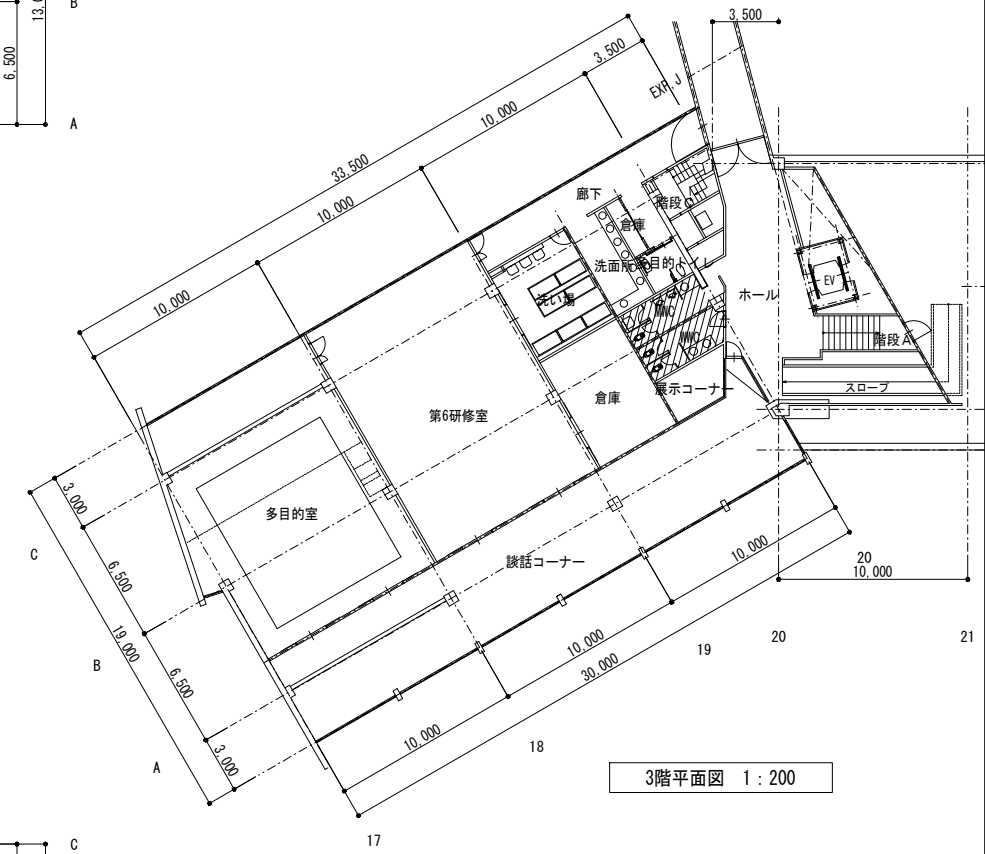 B
13,0
6,500
A
3,500
3,500
EXP.J
10,000
33,500
10,000
10,000
廊下
階段C
倉庫
洗面所
多目的トイレ
洗い場
WWC
MWC
ホール
EV
階段A
スロープ
展示コーナー
倉庫
第6研修室
多目的室
談話コーナー
3,000
C
6,500
19,000
B
6,500
A
3,000
10,000
20
10,000
10,000
30,000
19
20
21
10,000
18
3階平面図 1:200
17
C